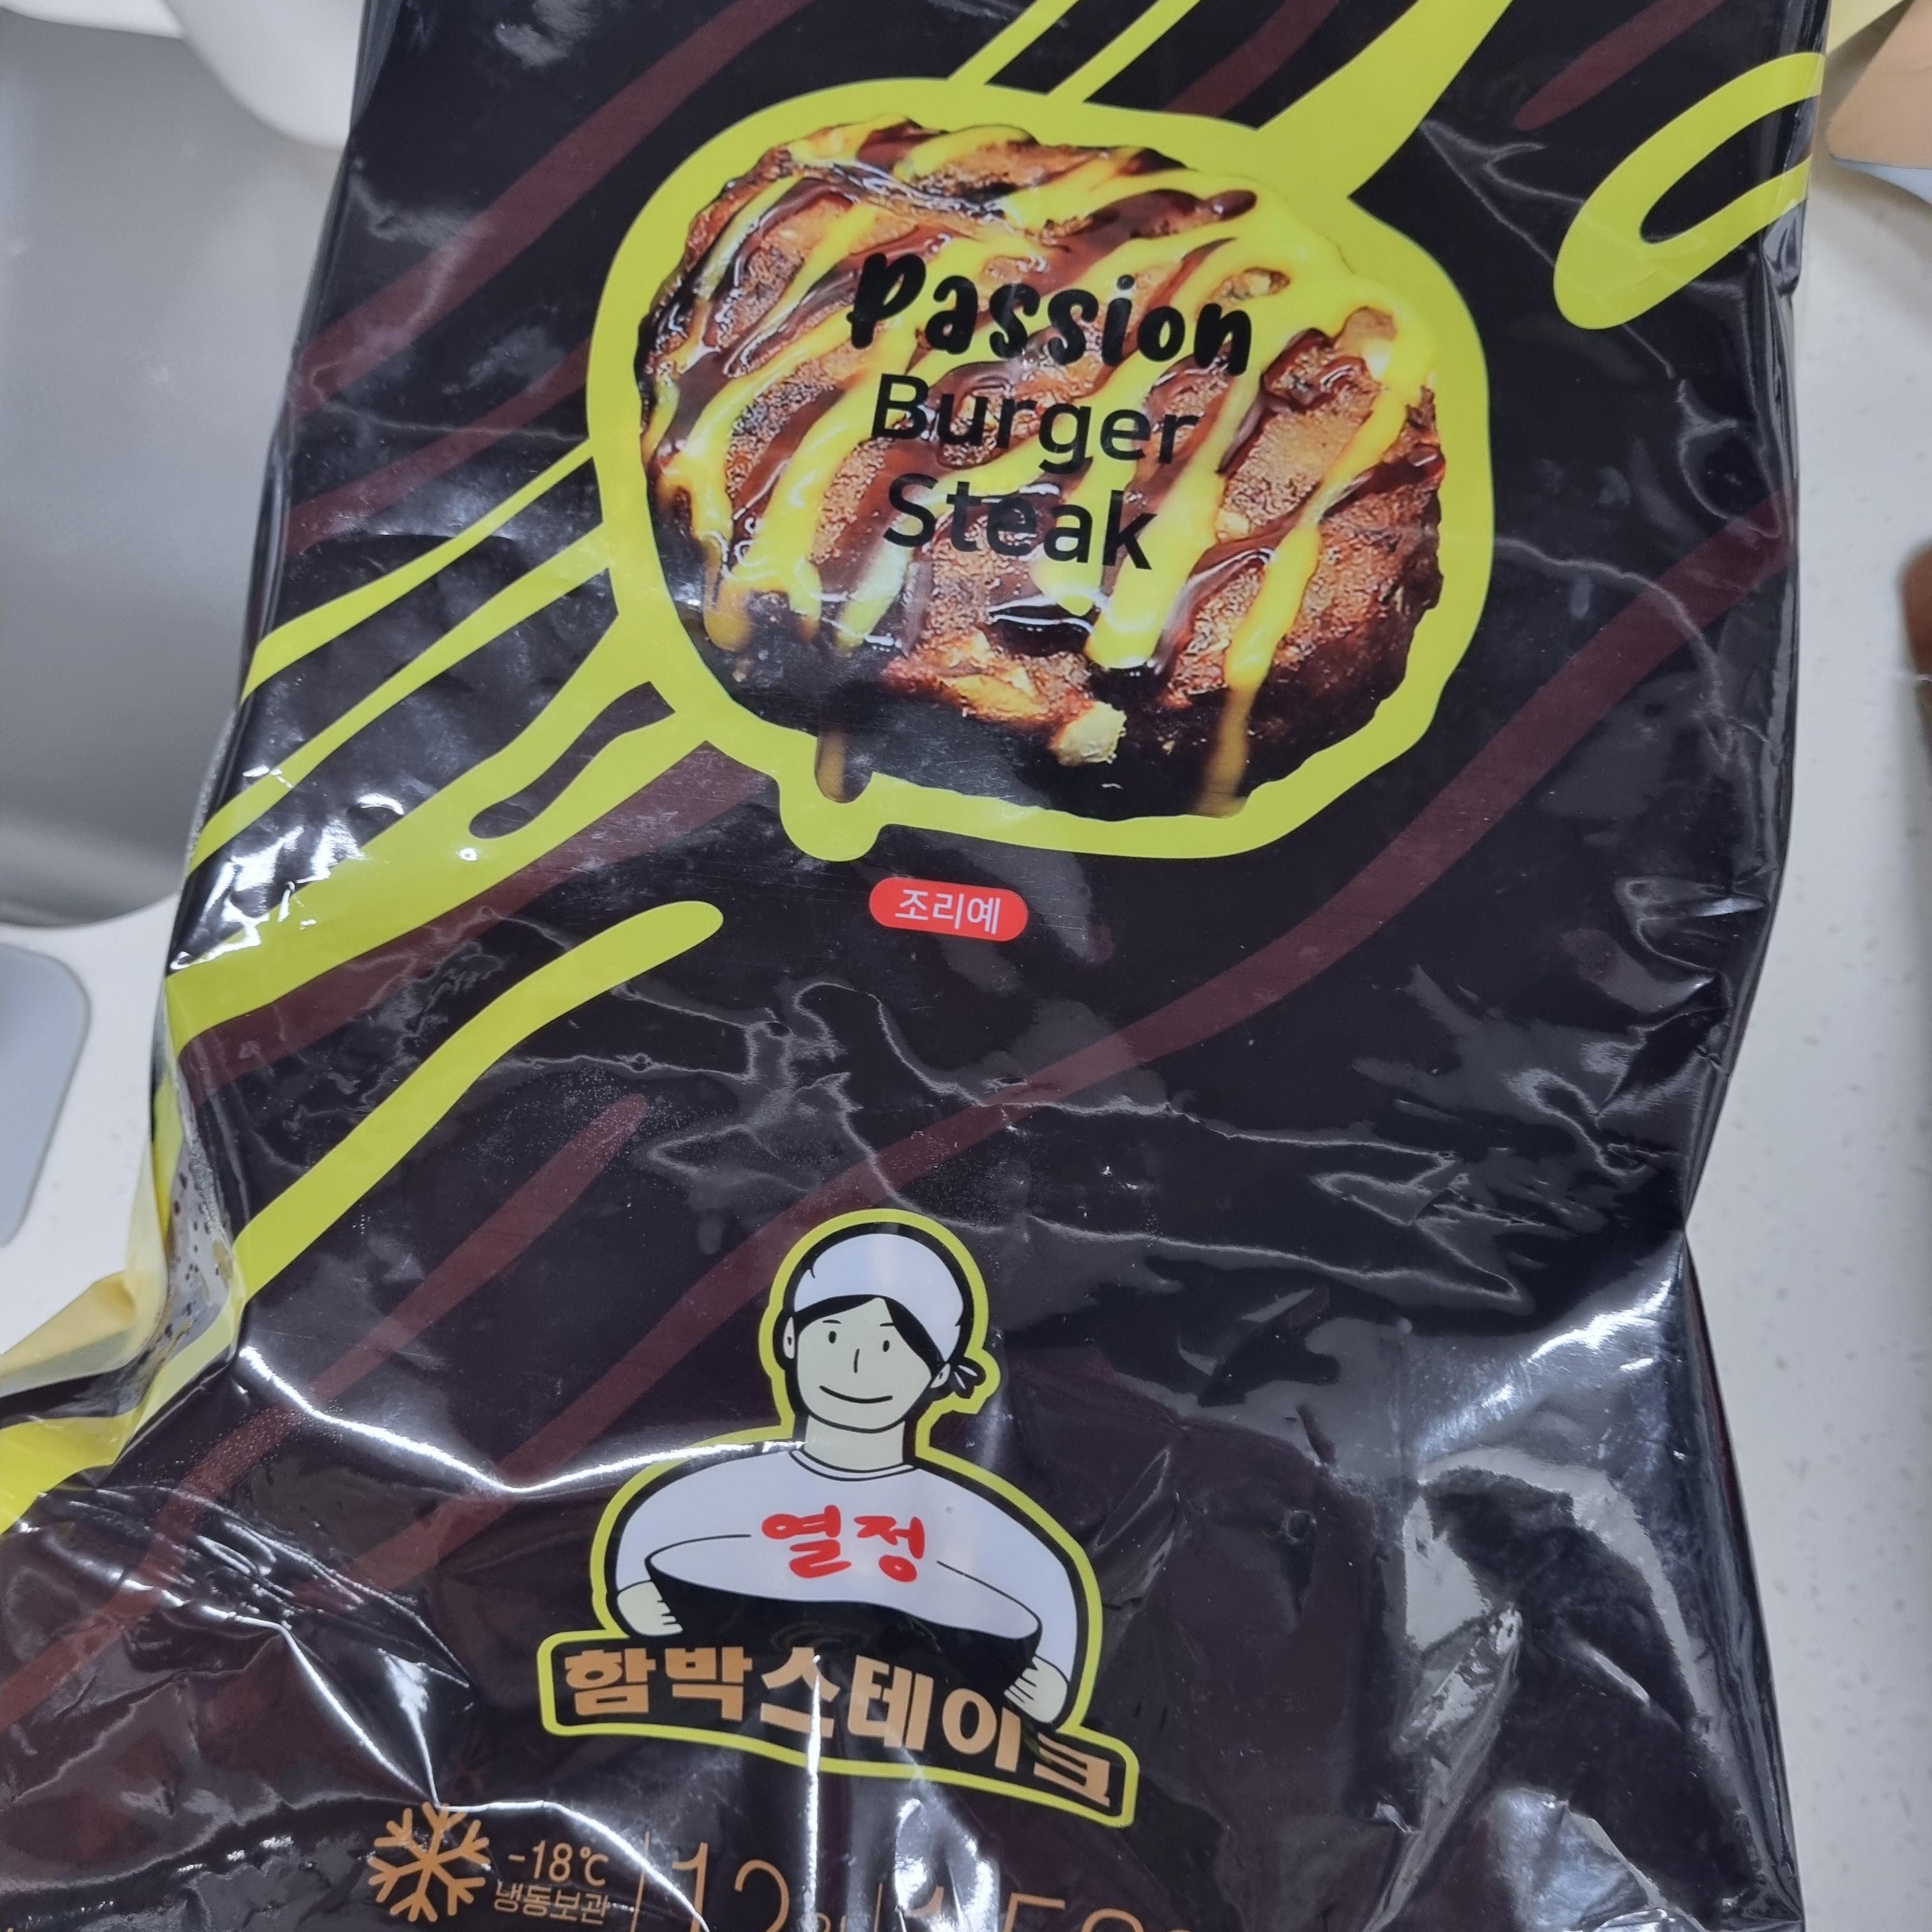 Passion
Burger
Steak
조리예
열정
함박스테이크
-18℃
냉동보관